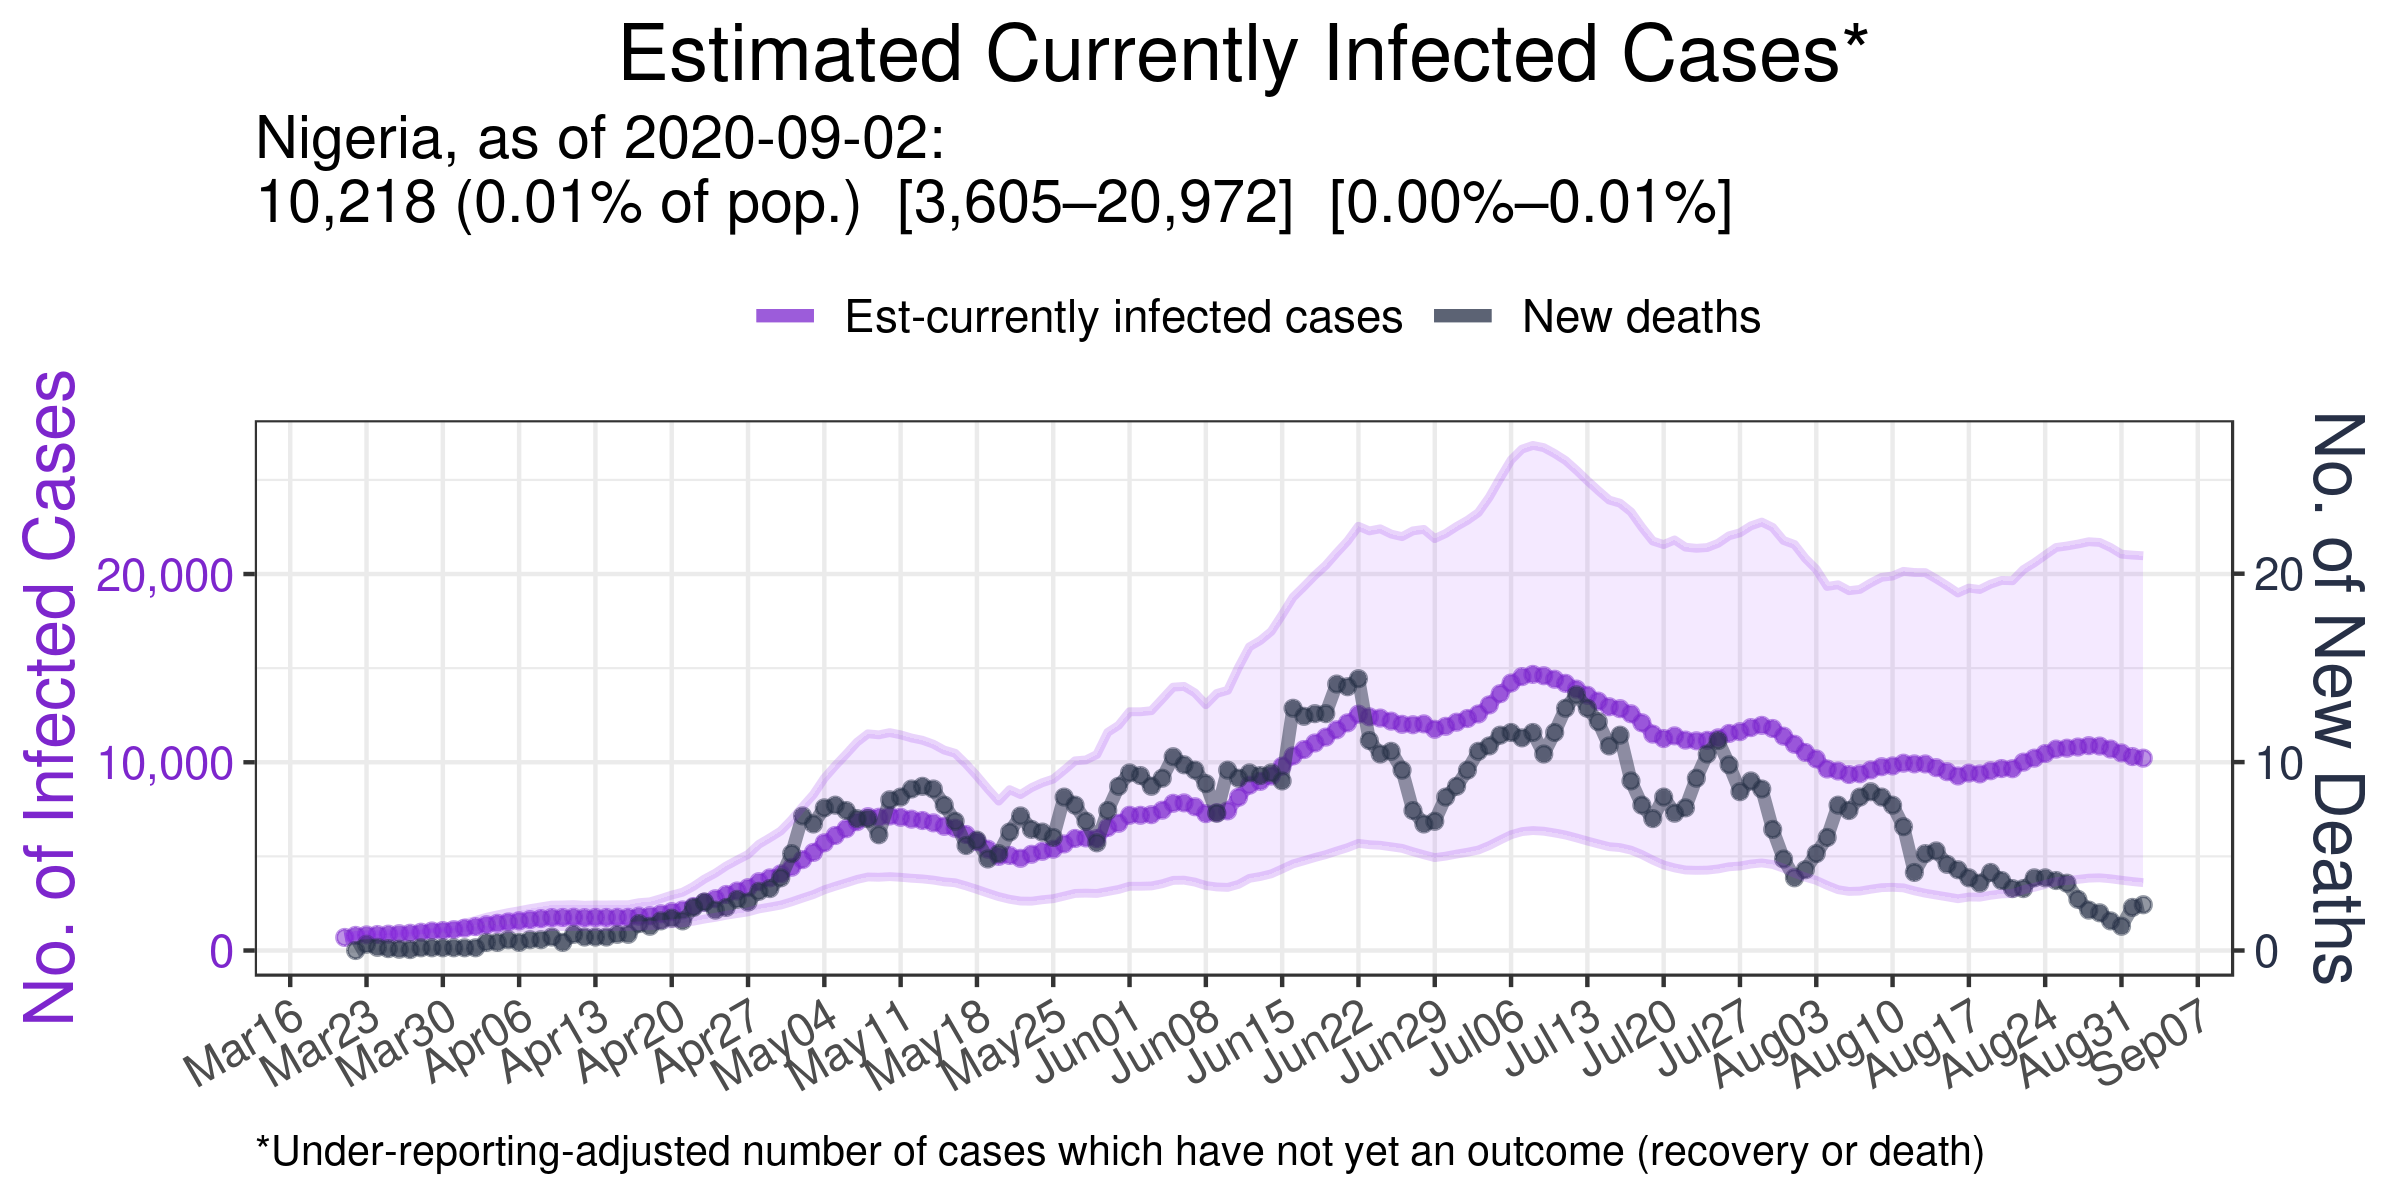 Estimated Currently Infected Cases*
Nigeria, as of 2020-09-02:
10,218 (0.01% of pop.) [3,605–20,972] [0.00%–0.01%]
Est-currently infected cases
New deaths
No. of Infected Cases
20,000
10,000
0
No. of New Deaths
20
10
0
Mar16
Mar23
Mar30
Apr06
Apr13
Apr20
Apr27
May04
May11
May18
May25
Jun01
Jun08
Jun15
Jun22
Jun29
Jul06
Jul13
Jul20
Jul27
Aug03
Aug10
Aug17
Aug24
Aug31
Sep07
*Under-reporting-adjusted number of cases which have not yet an outcome (recovery or death)